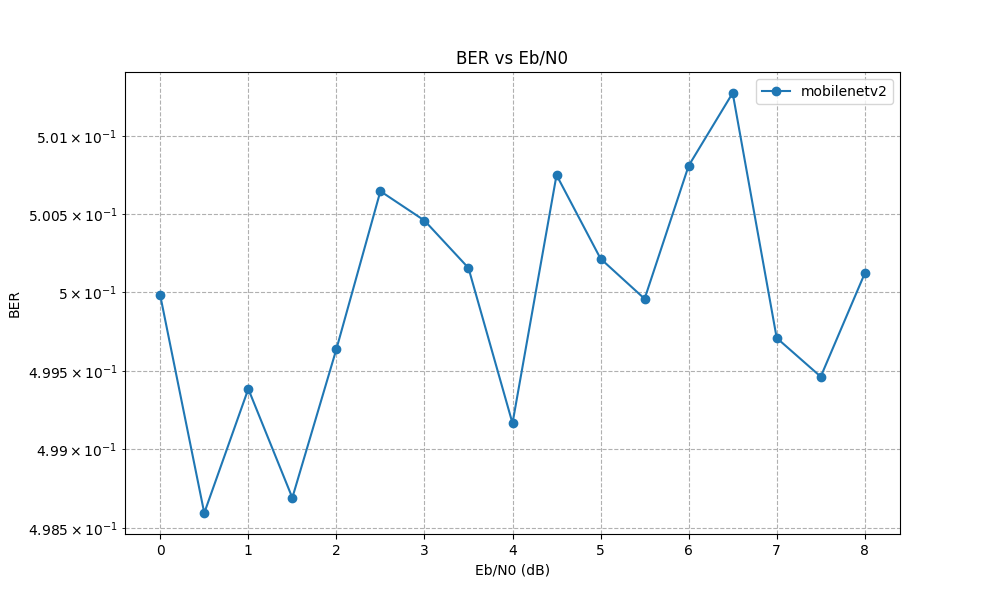 BER vs Eb/N0
mobilenetv2
BER
5.01 × 10⁻¹
5.005 × 10⁻¹
5 × 10⁻¹
4.995 × 10⁻¹
4.99 × 10⁻¹
4.985 × 10⁻¹
0 1 2 3 4 5 6 7 8
Eb/N0 (dB)